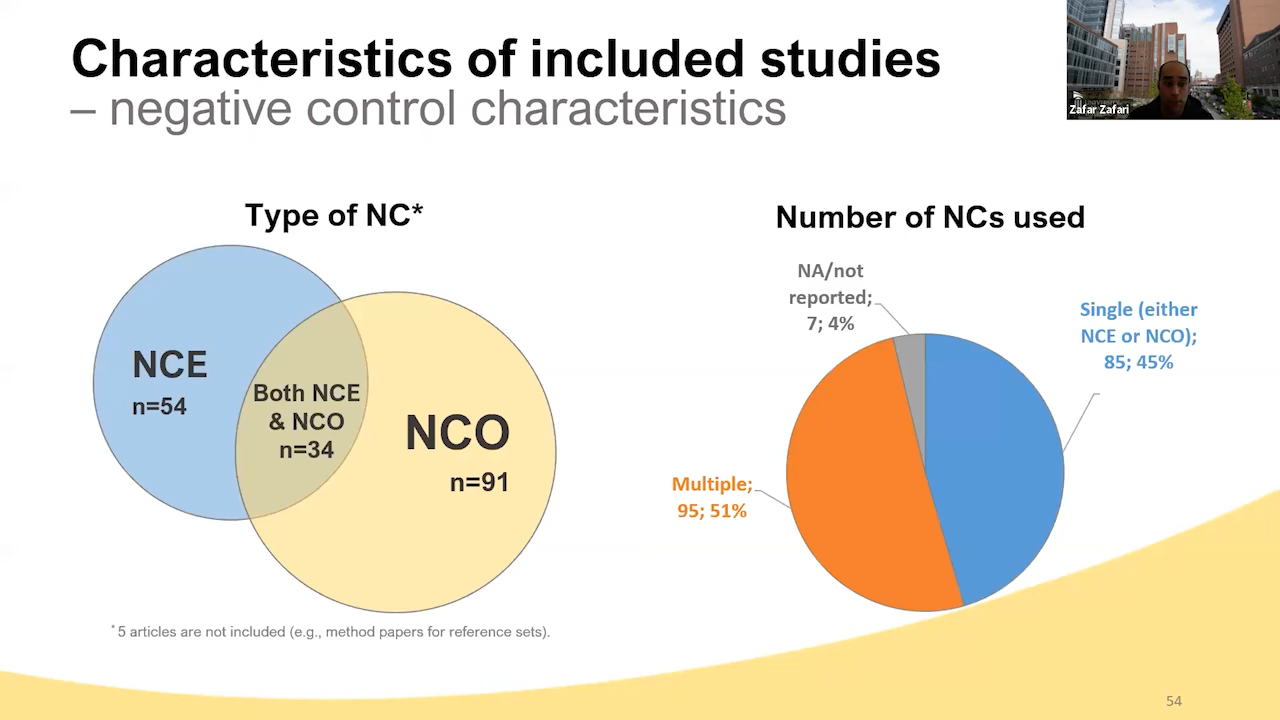 Characteristics of included studies
– negative control characteristics
Zafar Zafari
Type of NC*
NCE
n=54
Both NCE
& NCO
n=34
NCO
n=91
* 5 articles are not included (e.g., method papers for reference sets).
Number of NCs used
NA/not
reported;
7; 4%
Single (either
NCE or NCO);
85; 45%
Multiple;
95; 51%
54